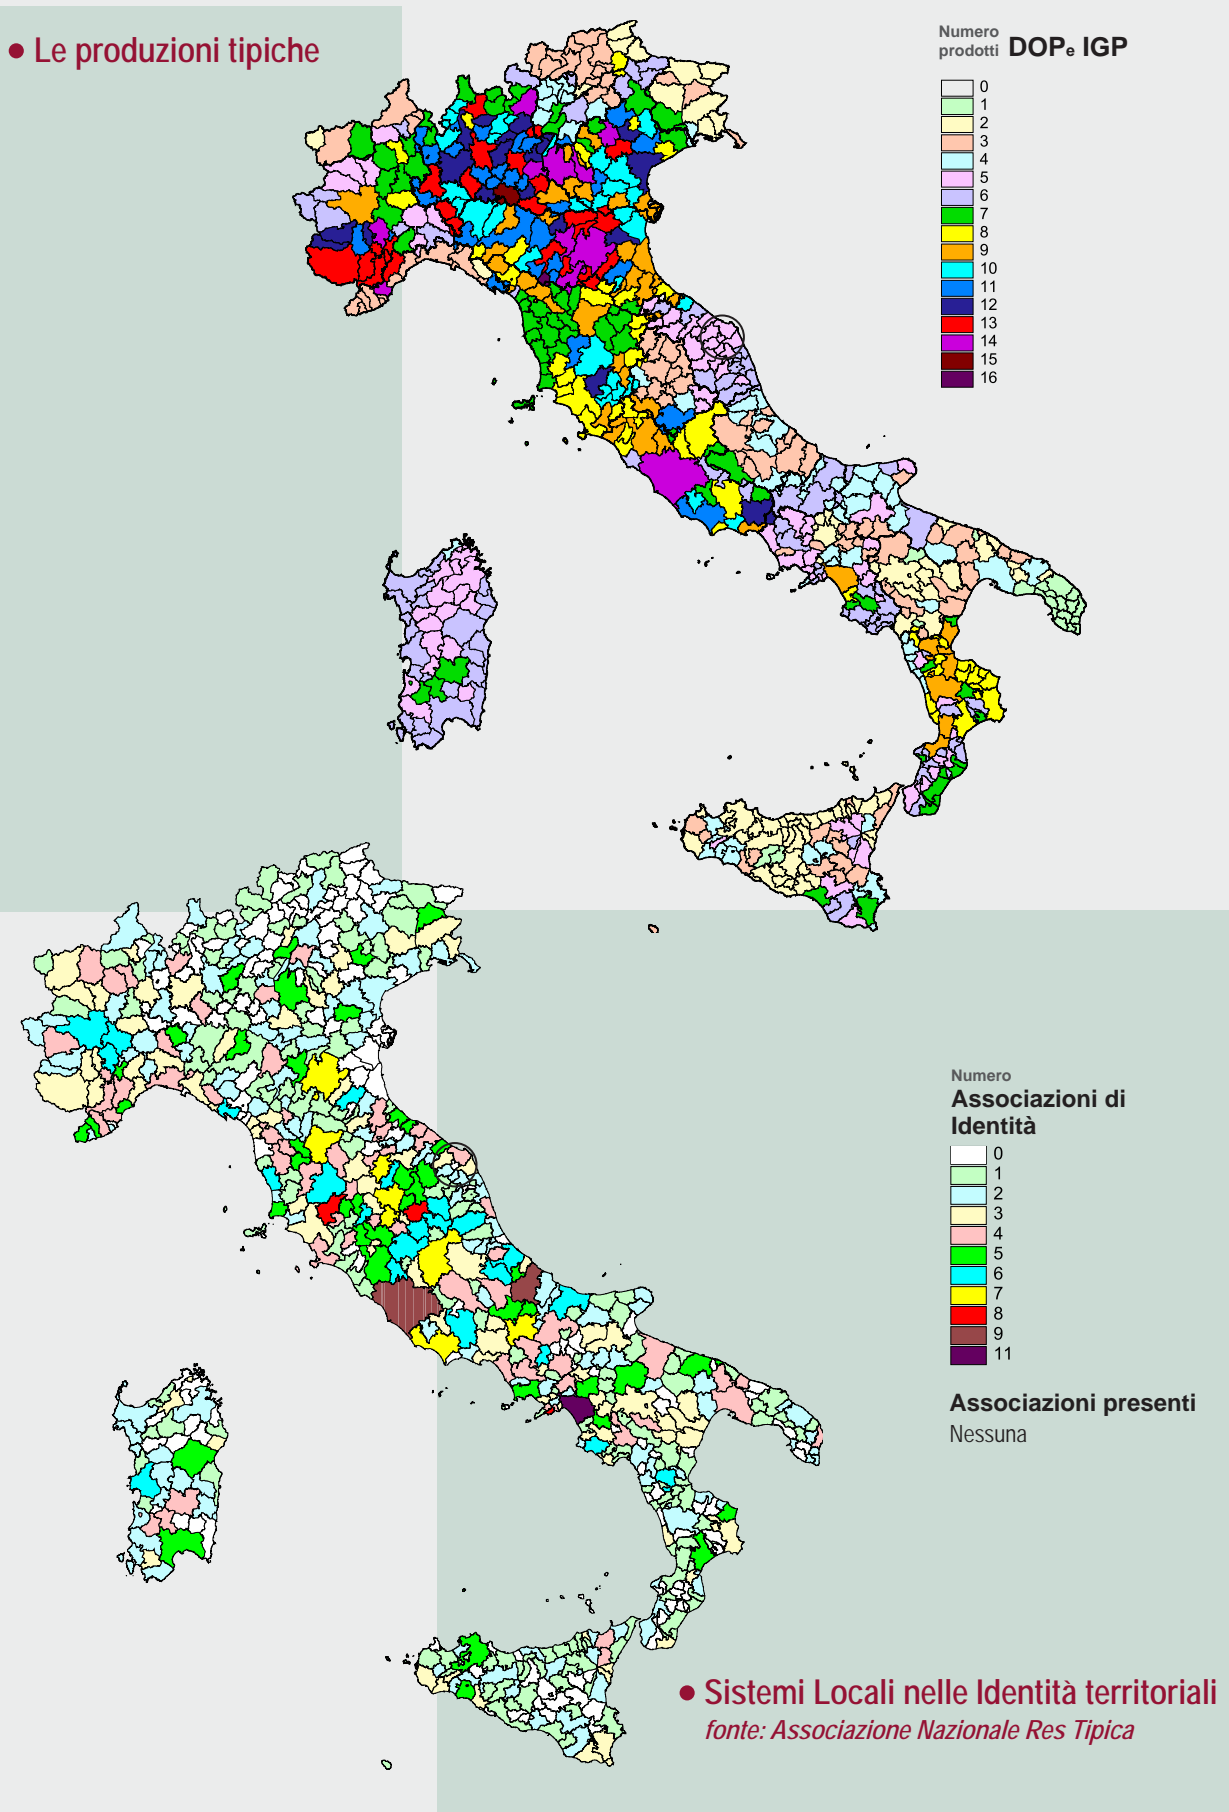 • Le produzioni tipiche
Numero
prodotti DOPe IGP
0
1
2
3
4
5
6
7
8
9
10
11
12
13
14
15
16
Numero
Associazioni di
Identità
0
1
2
3
4
5
6
7
8
9
11
Associazioni presenti
Nessuna
• Sistemi Locali nelle Identità territoriali
fonte: Associazione Nazionale Res Tipica